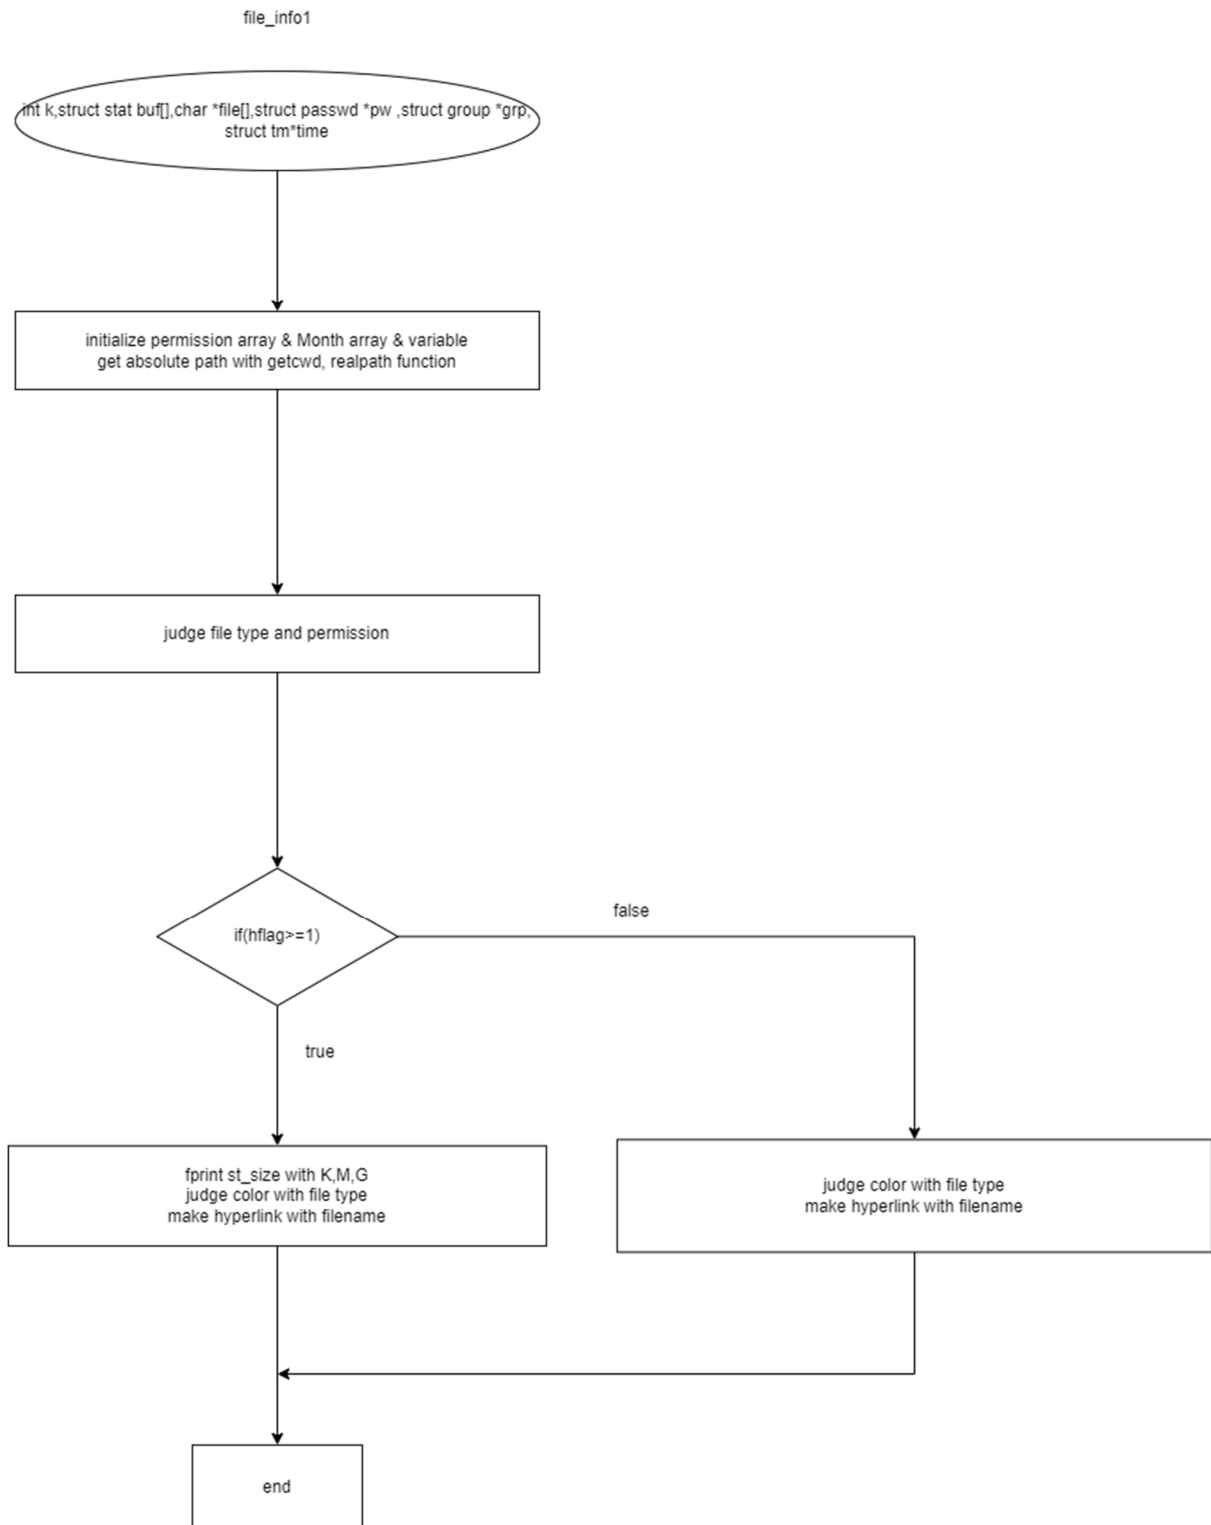 file_info1
int k,struct stat buf[],char *file[],struct passwd *pw ,struct group *grp,
struct tm*time
initialize permission array & Month array & variable
get absolute path with getcwd, realpath function
judge file type and permission
if(hflag>=1)
false
true
fprint st_size with K,M,G
judge color with file type
make hyperlink with filename
judge color with file type
make hyperlink with filename
end